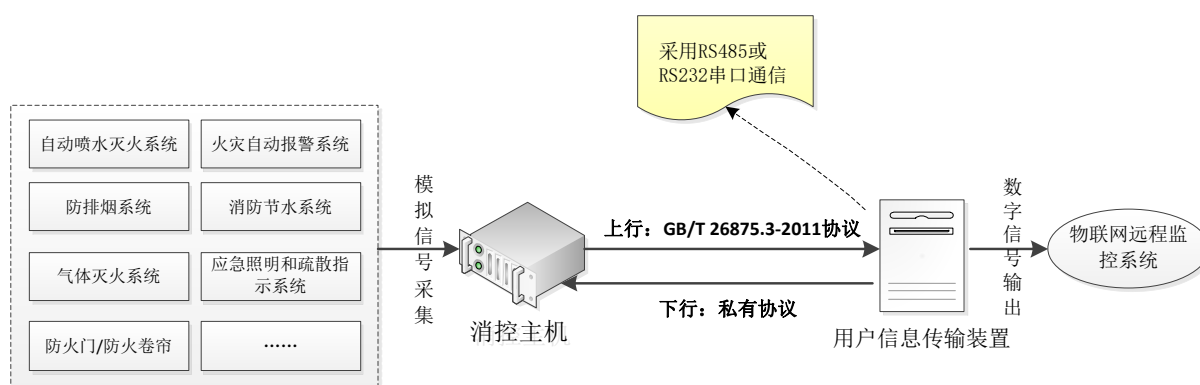 采用RS485或
RS232串口通信
自动喷水灭火系统
火灾自动报警系统
防排烟系统
消防节水系统
气体灭火系统
应急照明和疏散指
示系统
防火门/防火卷帘
……
模拟信号采集
消控主机
上行：GB/T 26875.3-2011协议
下行：私有协议
用户信息传输装置
数字信号输出
物联网远程监
控系统